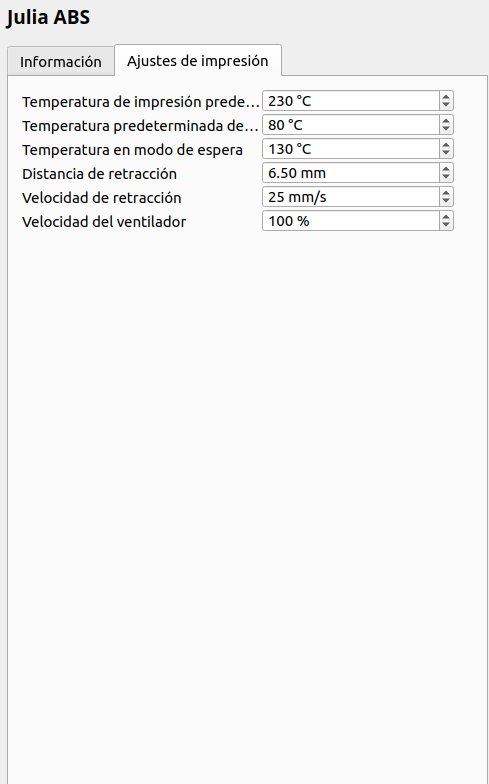 Julia ABS
Información Ajustes de impresión
Temperatura de impresión prede... 230 °C
Temperatura predeterminada de... 80 °C
Temperatura en modo de espera 130 °C
Distancia de retracción 6.50 mm
Velocidad de retracción 25 mm/s
Velocidad del ventilador 100 %